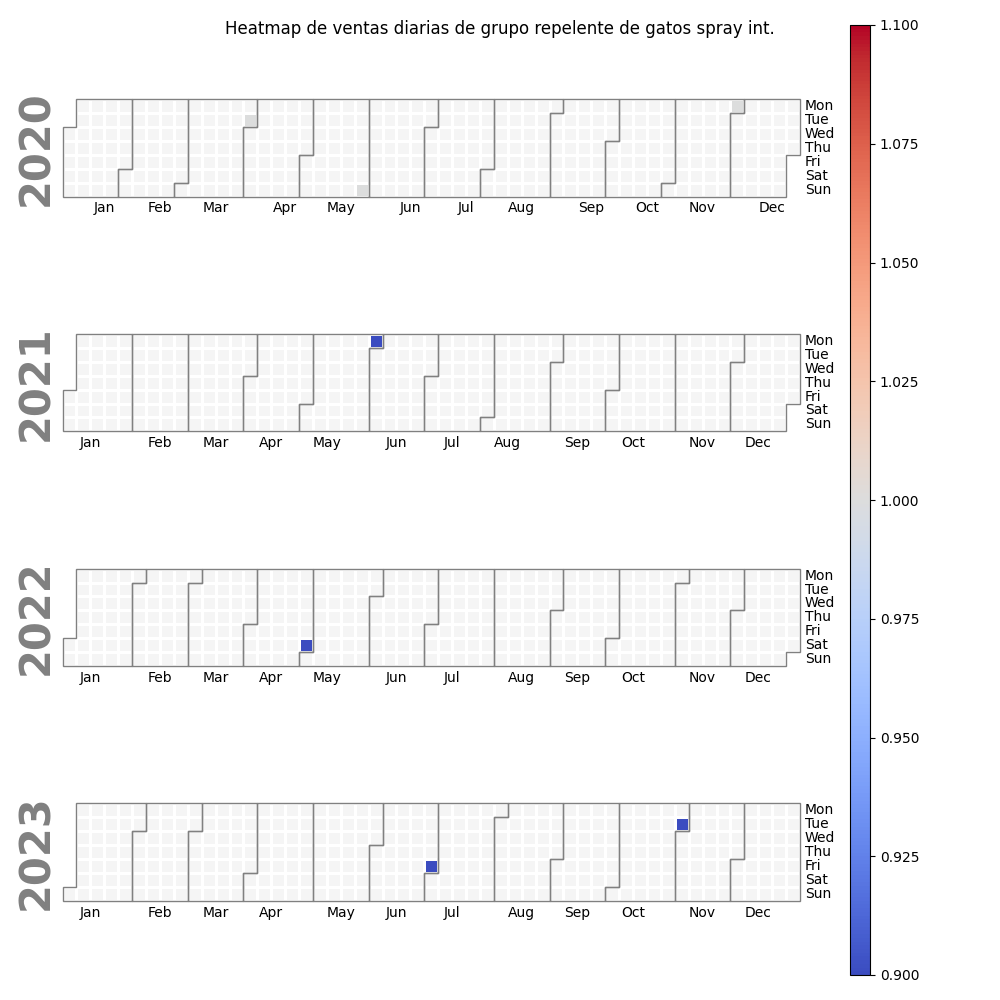 Heatmap de ventas diarias de grupo repelente de gatos spray int.
2020
Mon
Tue
Wed
Thu
Fri
Sat
Sun
Jan Feb Mar Apr May Jun Jul Aug Sep Oct Nov Dec
2021
Mon
Tue
Wed
Thu
Fri
Sat
Sun
Jan Feb Mar Apr May Jun Jul Aug Sep Oct Nov Dec
2022
Mon
Tue
Wed
Thu
Fri
Sat
Sun
Jan Feb Mar Apr May Jun Jul Aug Sep Oct Nov Dec
2023
Mon
Tue
Wed
Thu
Fri
Sat
Sun
Jan Feb Mar Apr May Jun Jul Aug Sep Oct Nov Dec
1.100
1.075
1.050
1.025
1.000
0.975
0.950
0.925
0.900